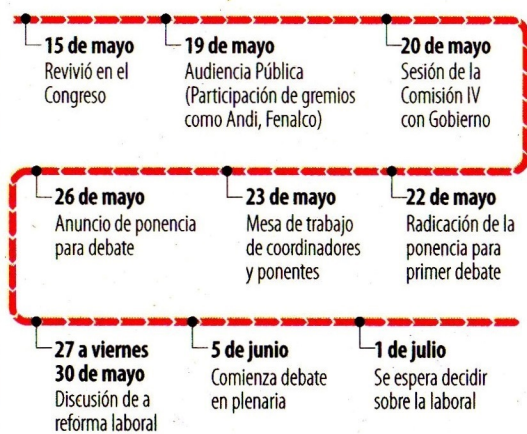 15 de mayo
Revivió en el
Congreso
19 de mayo
Audiencia Pública
(Participación de gremios
como Andi, Fenalco)
20 de mayo
Sesión de la
Comisión IV
con Gobierno
22 de mayo
Radicación de la
ponencia para
primer debate
23 de mayo
Mesa de trabajo
de coordinadores
y ponentes
26 de mayo
Anuncio de ponencia
para debate
27 a viernes
30 de mayo
Discusión de a
reforma laboral
5 de junio
Comienza debate
en plenaria
1 de julio
Se espera decidir
sobre la laboral